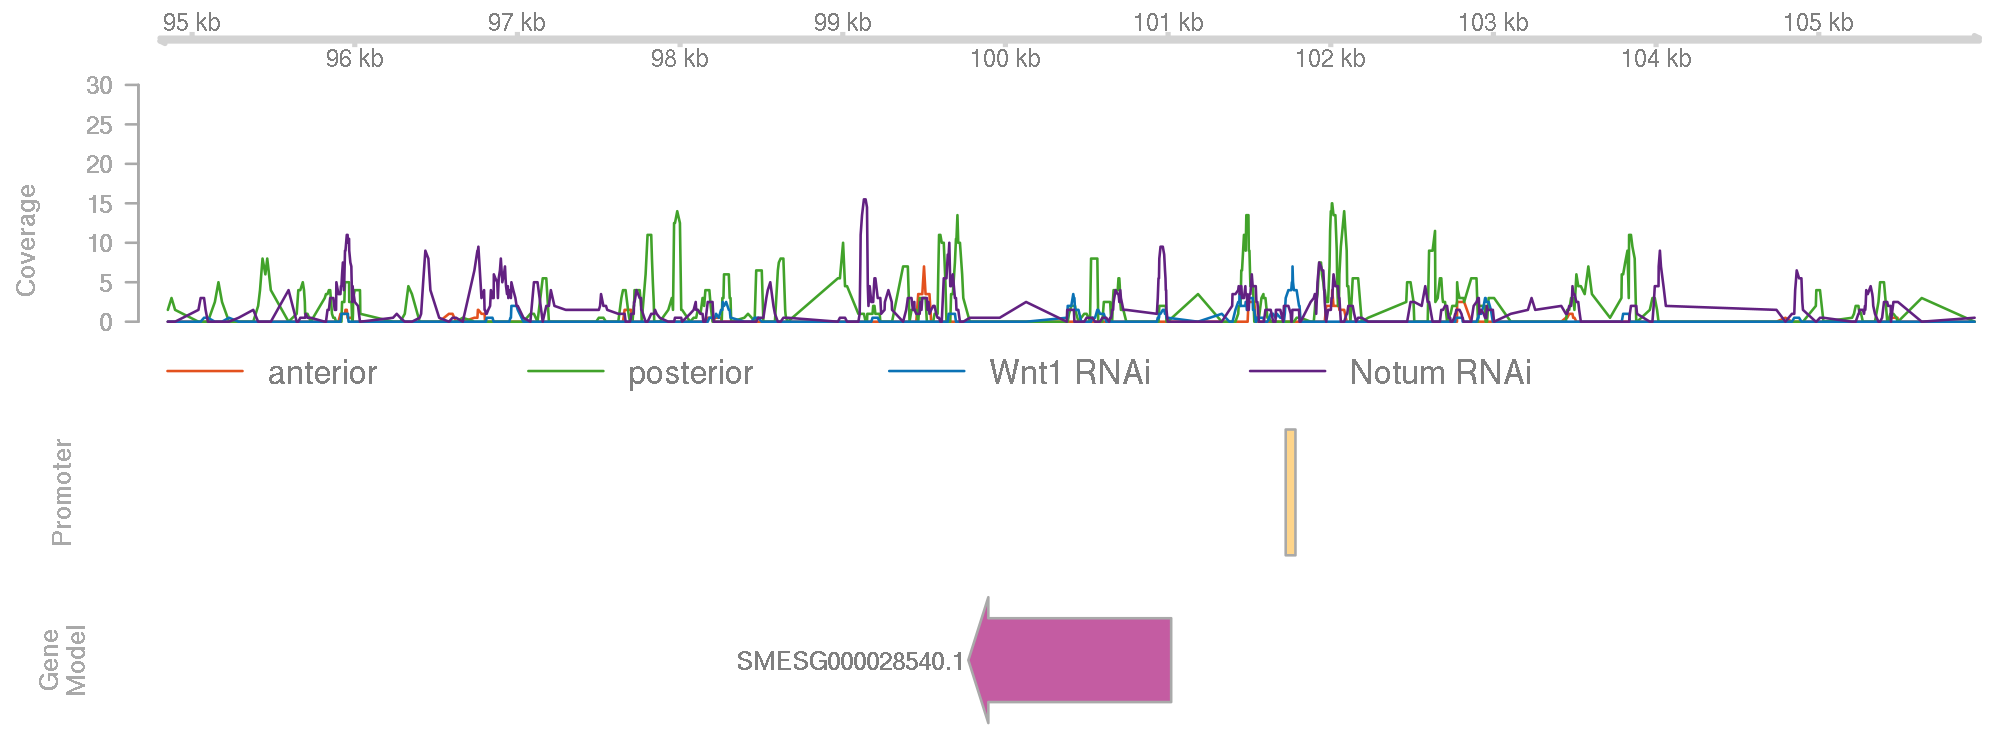 95 kb 97 kb 99 kb 101 kb 103 kb 105 kb
96 kb 98 kb 100 kb 102 kb 104 kb
30
25
20
15
10
5
0
Coverage
anterior posterior Wnt1 RNAi Notum RNAi
Promoter
Gene
Model
SMESG000028540.1